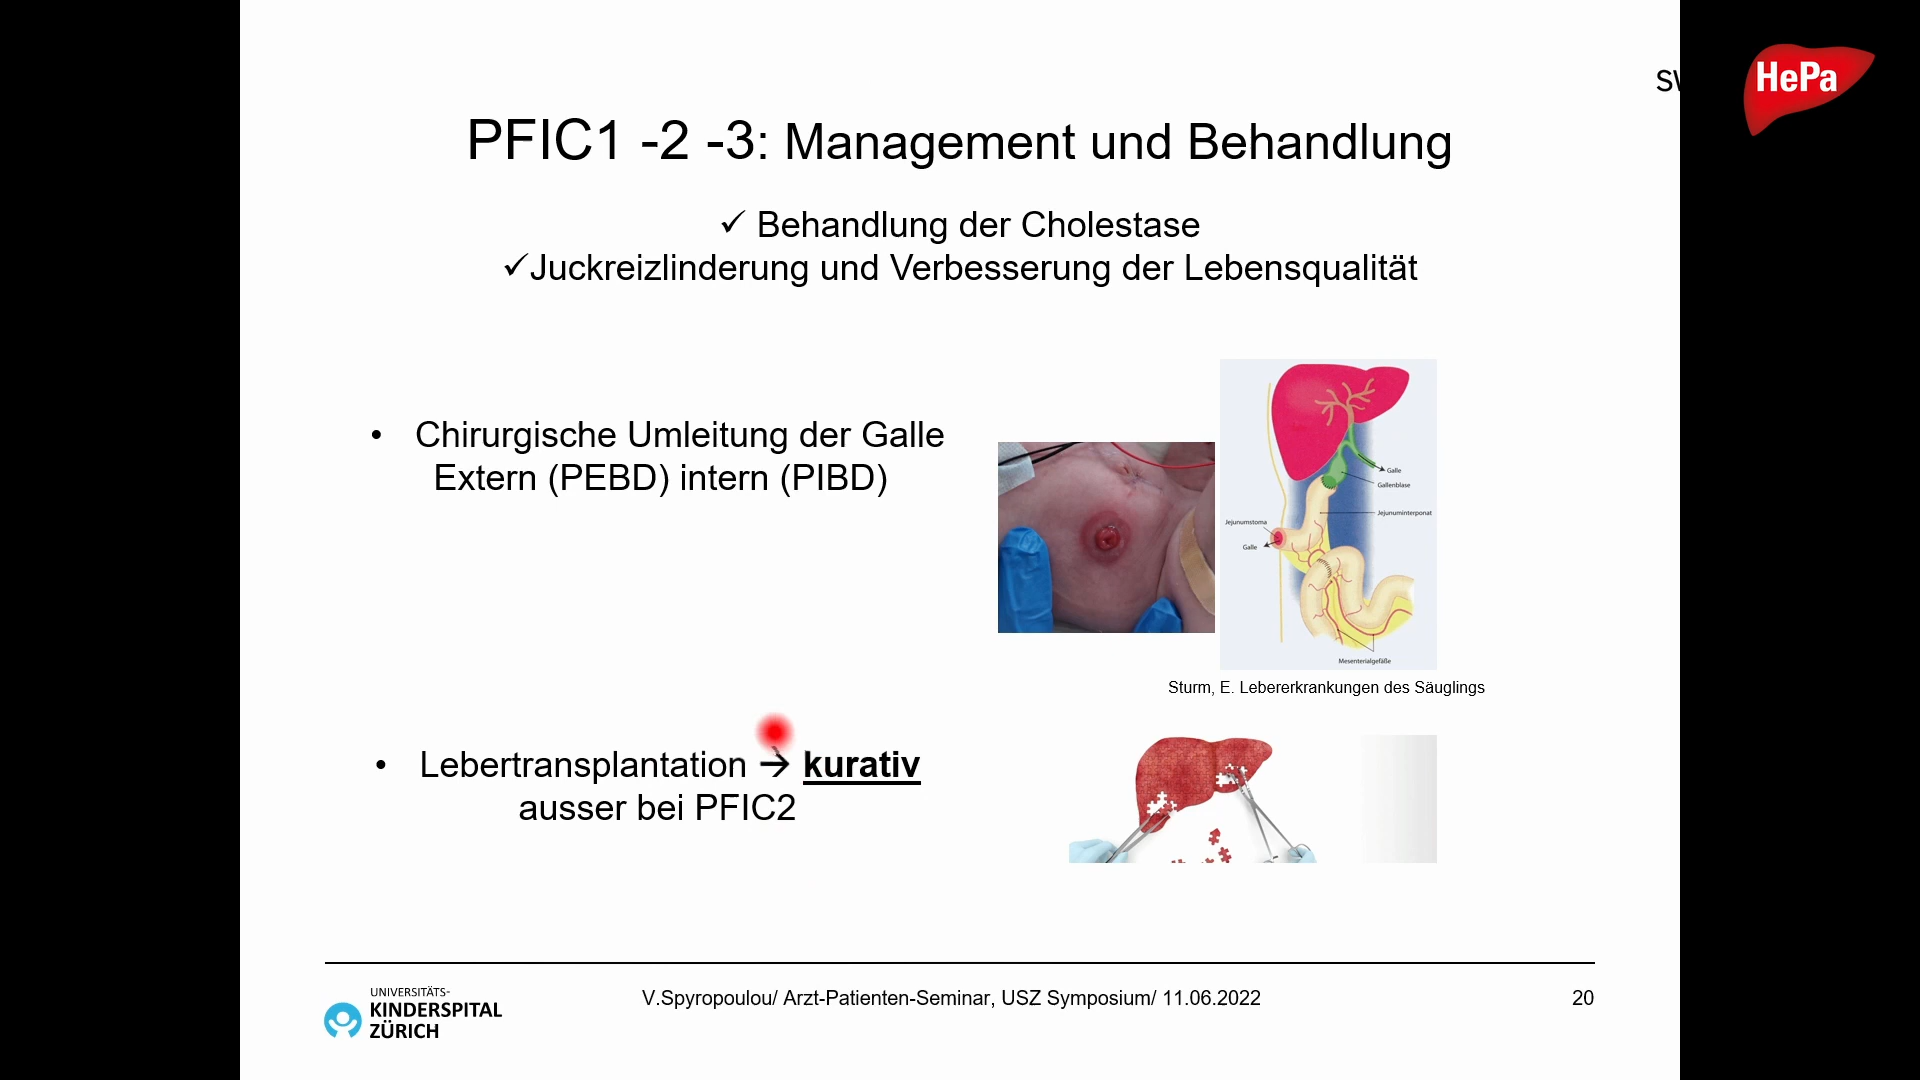 SW
HePa
PFIC1 -2 -3: Management und Behandlung
✓ Behandlung der Cholestase
✓Juckreizlinderung und Verbesserung der Lebensqualität
• Chirurgische Umleitung der Galle
Extern (PEBD) intern (PIBD)
Galle
Gallenblase
Jejunuminterponat
Jejunumstoma
Galle
Mesenterialgefäße
Sturm, E. Lebererkrankungen des Säuglings
• Lebertransplantation → kurativ
ausser bei PFIC2
UNIVERSITÄTS-
KINDERSPITAL
ZÜRICH
V.Spyropoulou/ Arzt-Patienten-Seminar, USZ Symposium/ 11.06.2022
20